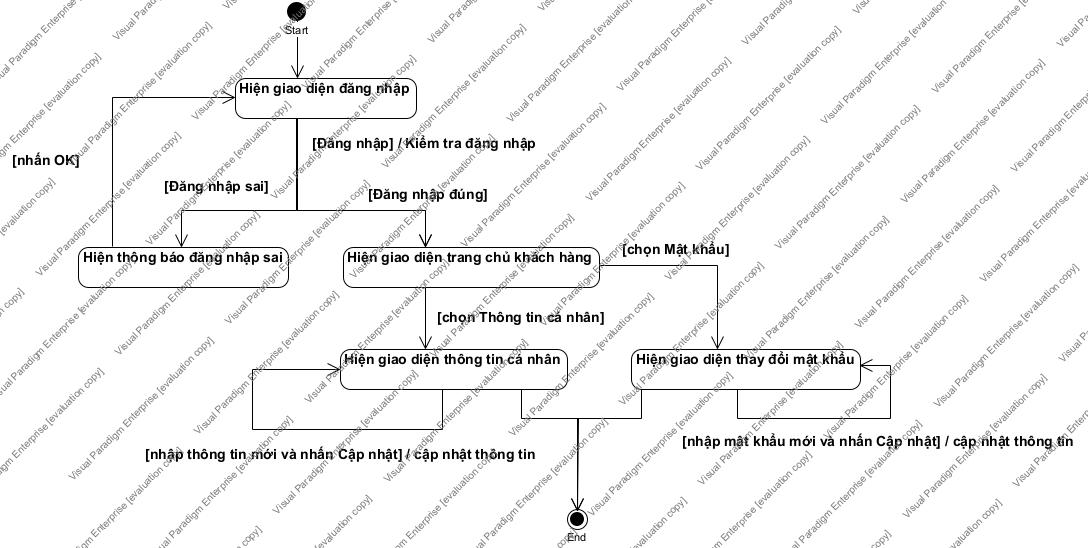 Start
Hiện giao diện đăng nhập
[Đăng nhập] / Kiểm tra đăng nhập
[nhấn OK]
[Đăng nhập sai]
[Đăng nhập đúng]
Hiện thông báo đăng nhập sai
Hiện giao diện trang chủ khách hàng
[chọn Mật khẩu]
[chọn Thông tin cá nhân]
Hiện giao diện thông tin cá nhân
Hiện giao diện thay đổi mật khẩu
[nhập thông tin mới và nhấn Cập nhật] / cập nhật thông tin
[nhập mật khẩu mới và nhấn Cập nhật] / cập nhật thông tin
End
Visual Paradigm Enterprise [evaluation copy]